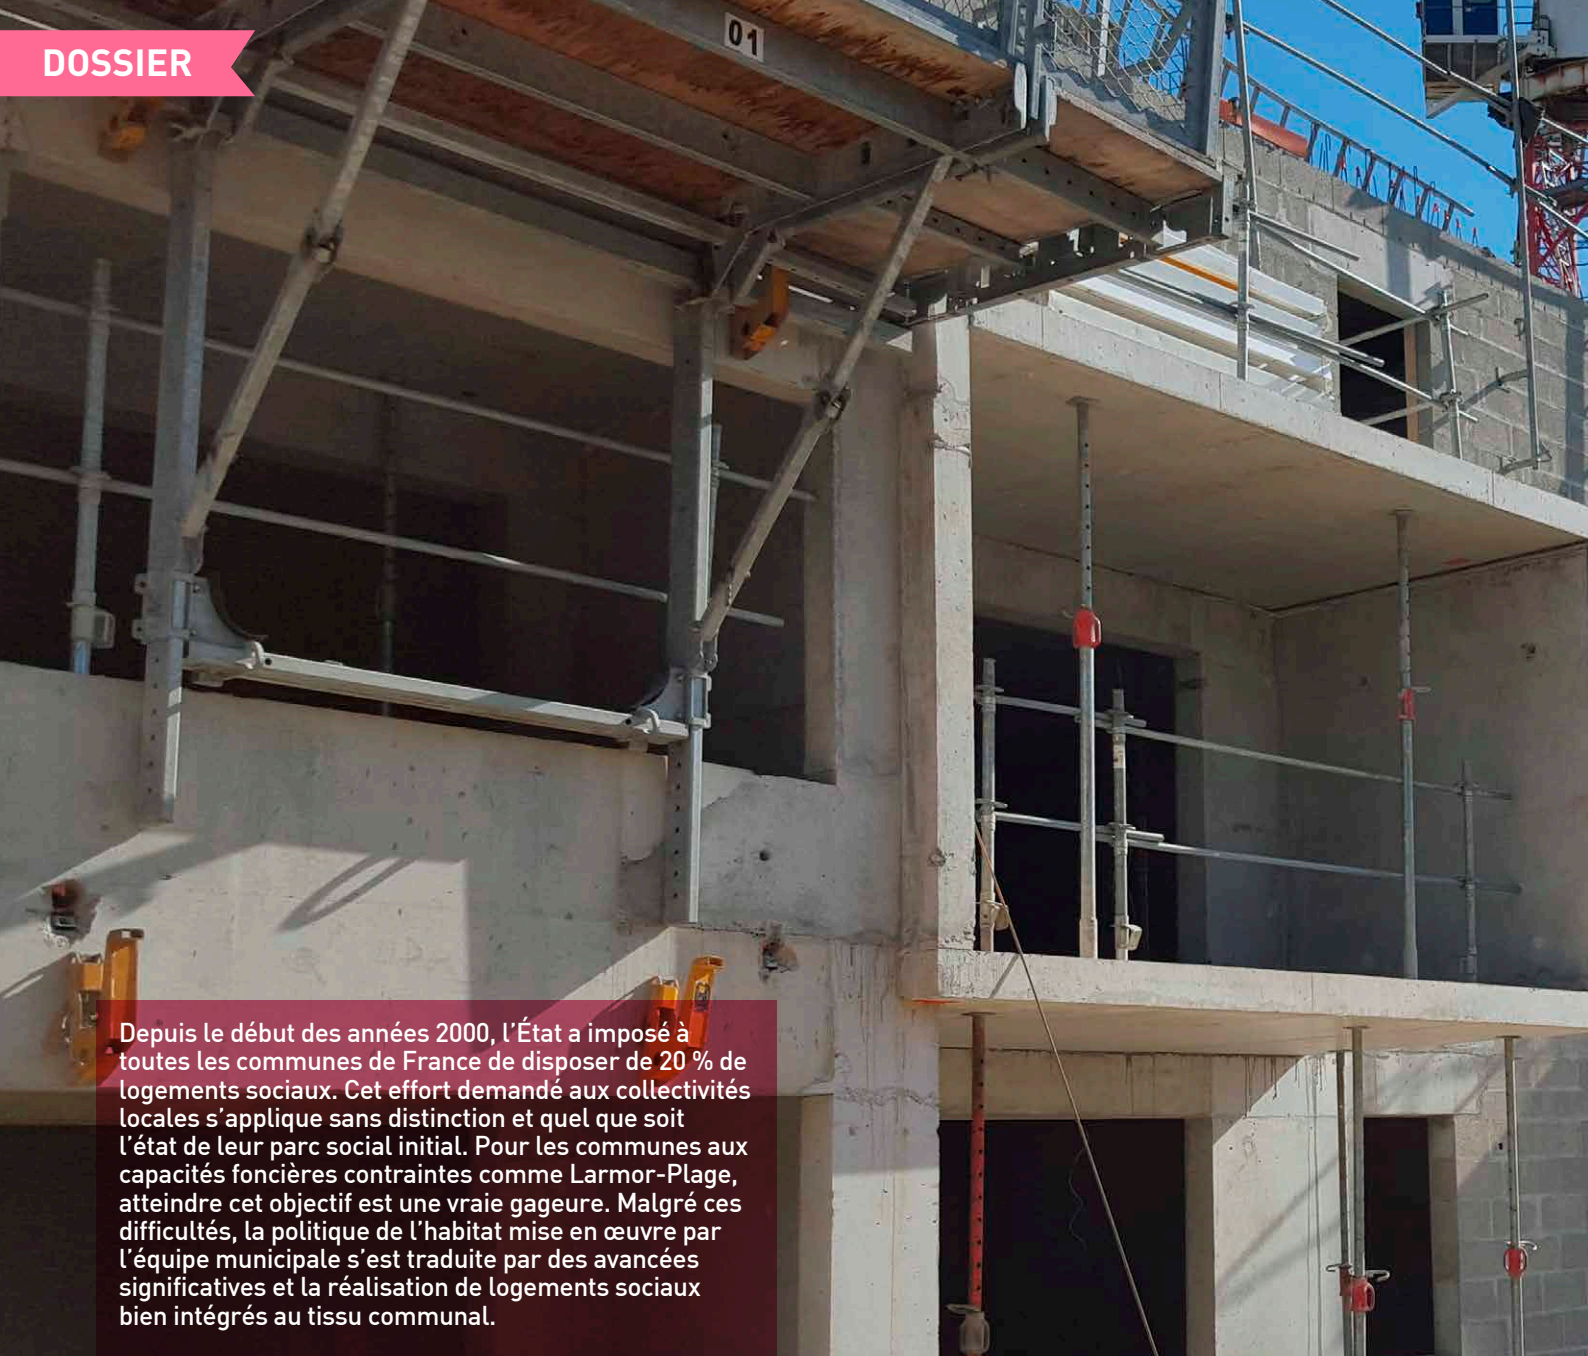 DOSSIER
01
Depuis le début des années 2000, l’État a imposé à
toutes les communes de France de disposer de 20 % de
logements sociaux. Cet effort demandé aux collectivités
locales s’applique sans distinction et quel que soit
l’état de leur parc social initial. Pour les communes aux
capacités foncières contraintes comme Larmor-Plage,
atteindre cet objectif est une vraie gageure. Malgré ces
difficultés, la politique de l’habitat mise en œuvre par
l’équipe municipale s’est traduite par des avancées
significatives et la réalisation de logements sociaux
bien intégrés au tissu communal.